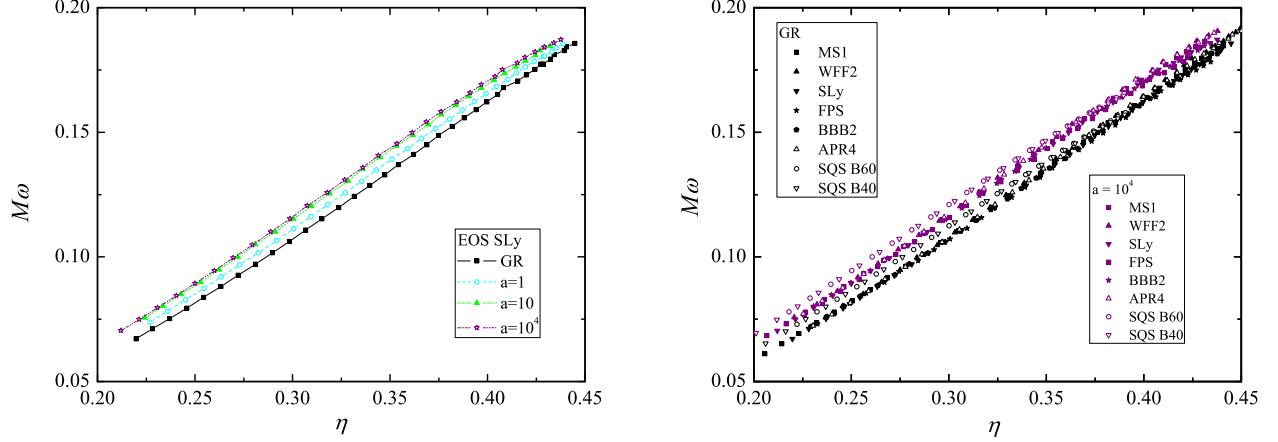 0.20
0.15
0.10
0.05
Mω
0.20 0.25 0.30 0.35 0.40 0.45
η
EOS SLy
GR
a=1
a=10
a=10⁴
0.20
0.15
0.10
0.05
Mω
0.20 0.25 0.30 0.35 0.40 0.45
η
GR
MS1
WFF2
SLy
FPS
BBB2
APR4
SQS B60
SQS B40
a = 10⁴
MS1
WFF2
SLy
FPS
BBB2
APR4
SQS B60
SQS B40